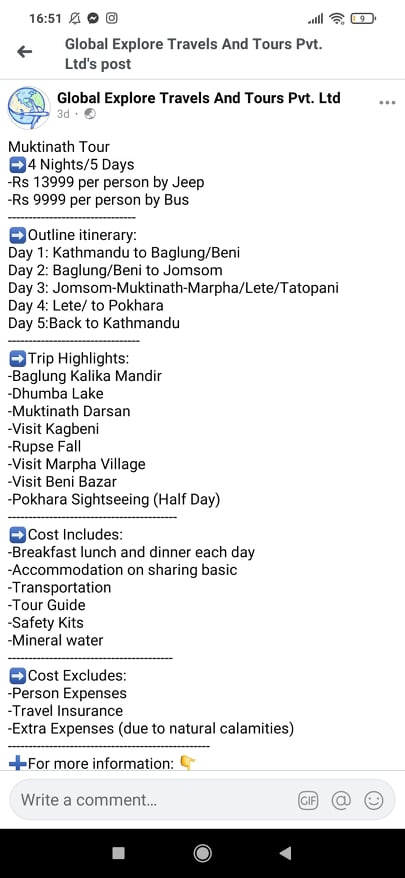 16:51
9
Global Explore Travels And Tours Pvt.
Ltd's post
Global Explore Travels And Tours Pvt. Ltd
3d ·
Muktinath Tour
➡️4 Nights/5 Days
-Rs 13999 per person by Jeep
-Rs 9999 per person by Bus
--------------------------------
➡️Outline itinerary:
Day 1: Kathmandu to Baglung/Beni
Day 2: Baglung/Beni to Jomsom
Day 3: Jomsom-Muktinath-Marpha/Lete/Tatopani
Day 4: Lete/ to Pokhara
Day 5:Back to Kathmandu
---------------------------------
➡️Trip Highlights:
-Baglung Kalika Mandir
-Dhumba Lake
-Muktinath Darsan
-Visit Kagbeni
-Rupse Fall
-Visit Marpha Village
-Visit Beni Bazar
-Pokhara Sightseeing (Half Day)
------------------------------------------
➡️Cost Includes:
-Breakfast lunch and dinner each day
-Accommodation on sharing basic
-Transportation
-Tour Guide
-Safety Kits
-Mineral water
-----------------------------------------
➡️Cost Excludes:
-Person Expenses
-Travel Insurance
-Extra Expenses (due to natural calamities)
--------------------------------------------------
➕For more information: 👇
Write a comment...
GIF @